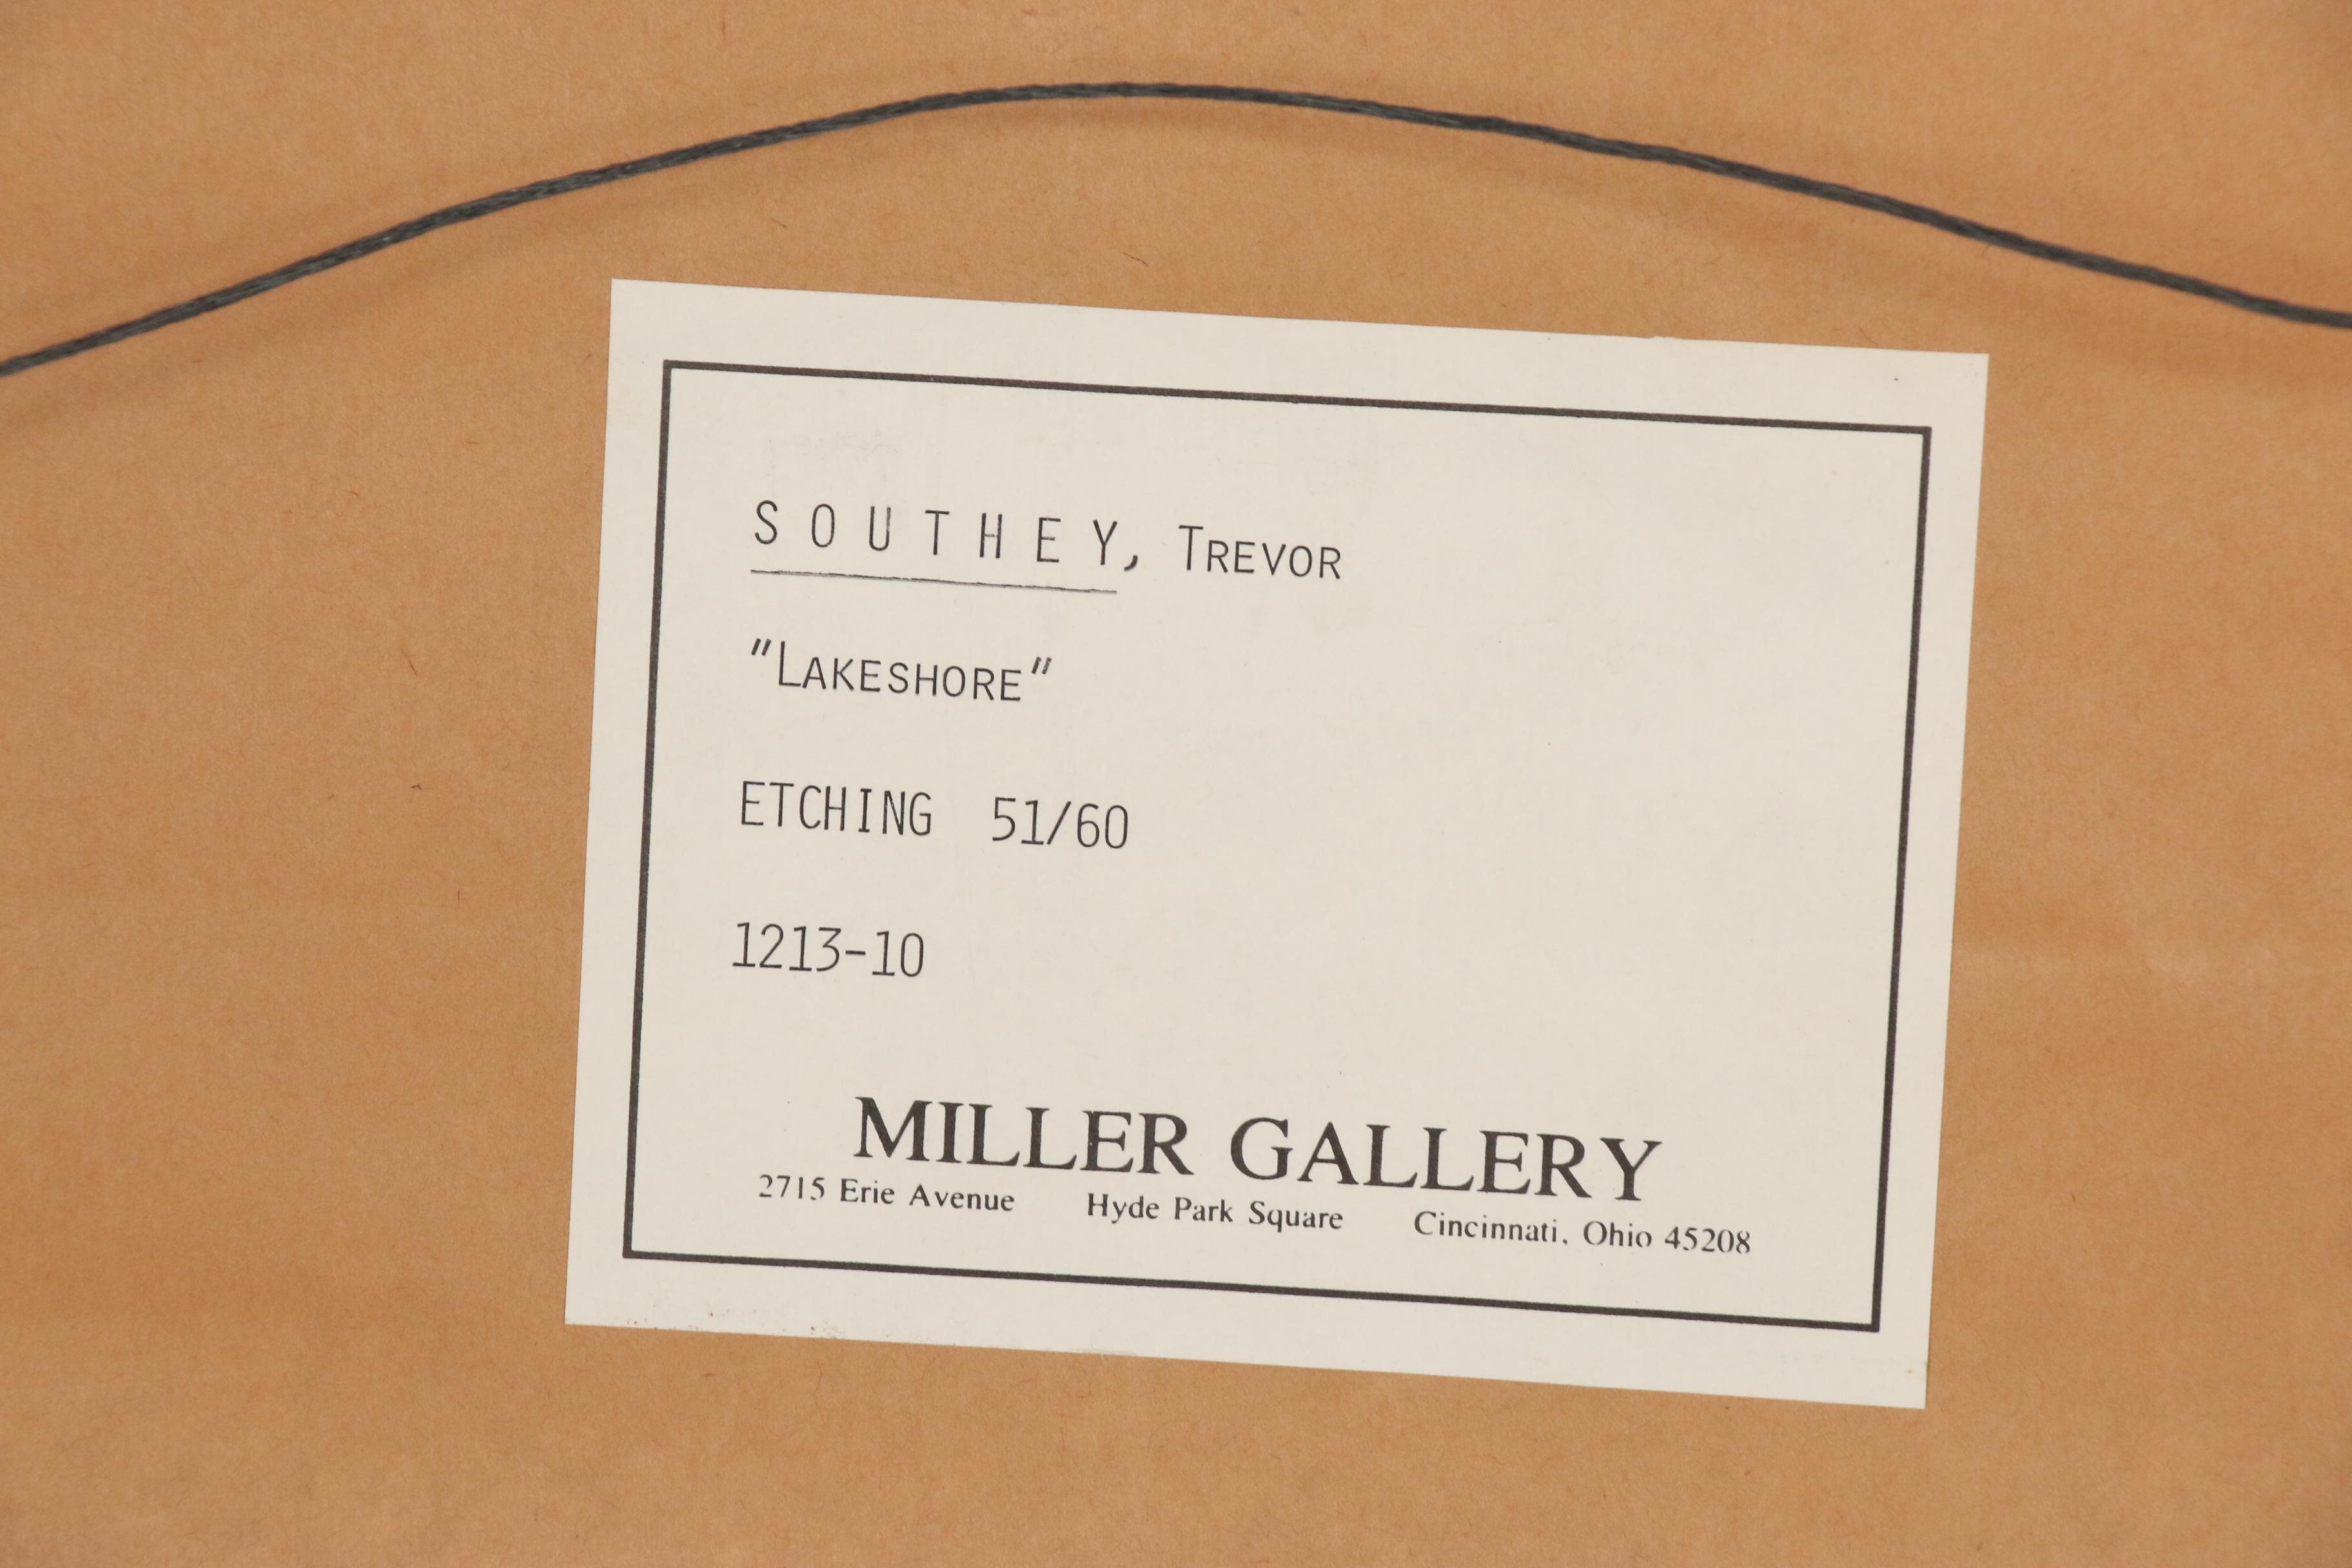 SOUTHEY, TREVOR
"LAKESHORE"
ETCHING 51/60
1213-10
MILLER GALLERY
2715 Erie Avenue Hyde Park Square Cincinnati, Ohio 45208